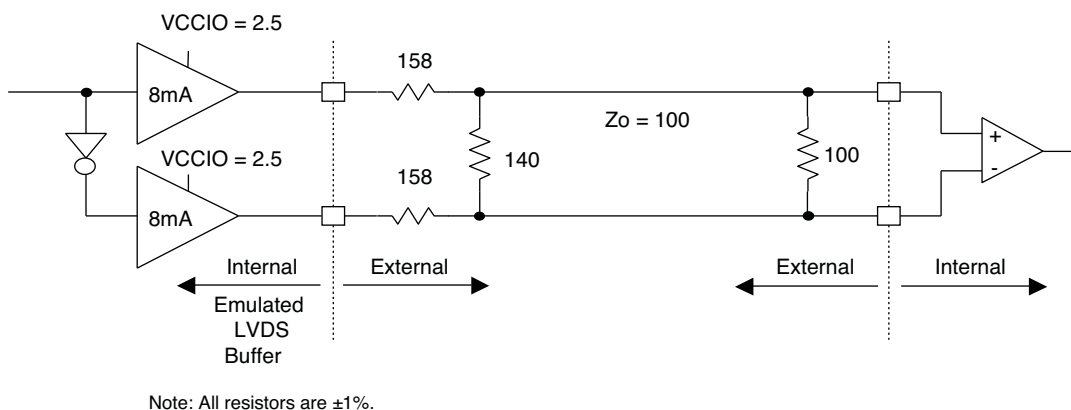 VCCIO = 2.5
158
8mA
Zo = 100
VCCIO = 2.5
140
100
+
-
158
8mA
Internal
External
External
Internal
Emulated
LVDS
Buffer
Note: All resistors are ±1%.